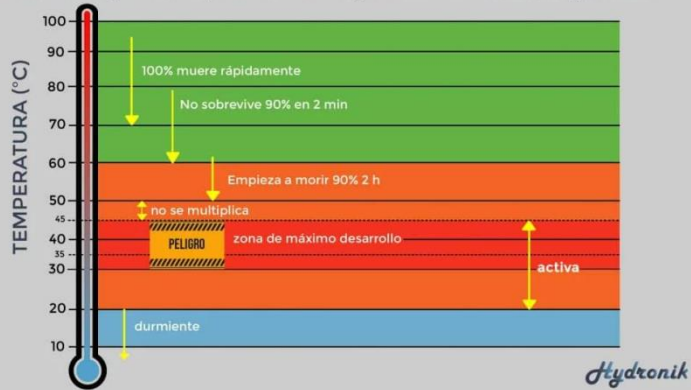 TEMPERATURA (°C)
100
90
100% muere rápidamente
80
No sobrevive 90% en 2 min
70
60
Empieza a morir 90% 2 h
50
no se multiplica
45
40
PELIGRO
zona de máximo desarrollo
35
30
activa
20
durmiente
10
Hydronik